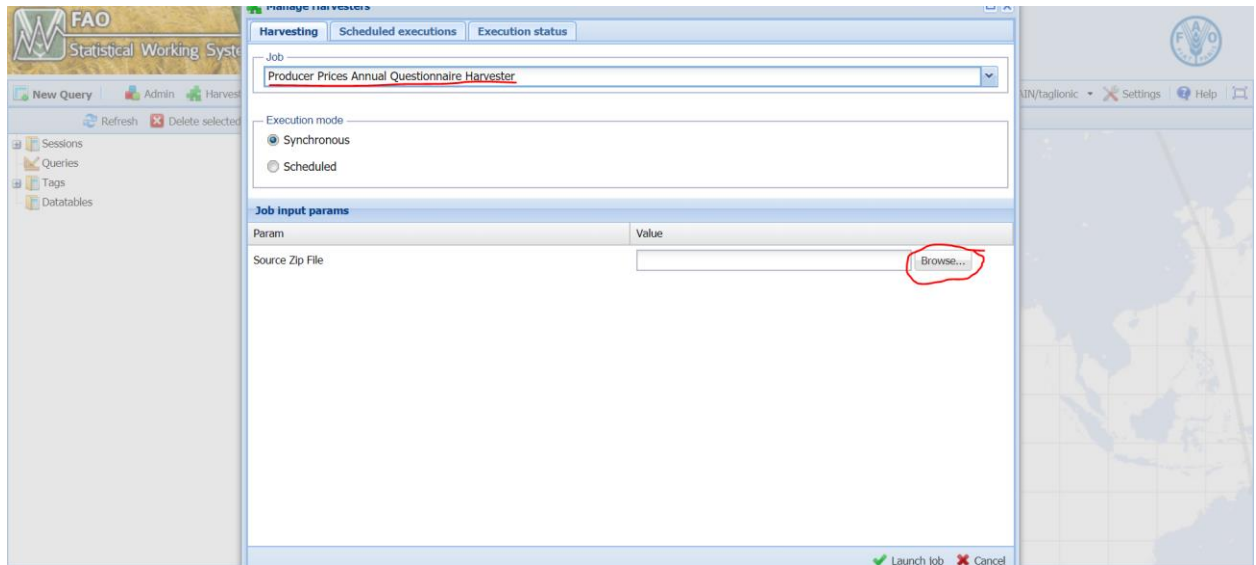 FAO
Statistical Working Syste
New Query
Admin
Harvest
Refresh
Delete selected
Sessions
Queries
Tags
Datatables
Manage Harvesters
Harvesting
Scheduled executions
Execution status
Job
Producer Prices Annual Questionnaire Harvester
Execution mode
Synchronous
Scheduled
Job input params
Param Value
Source Zip File Browse...
Launch Job Cancel
AIN/taglionic
Settings
Help